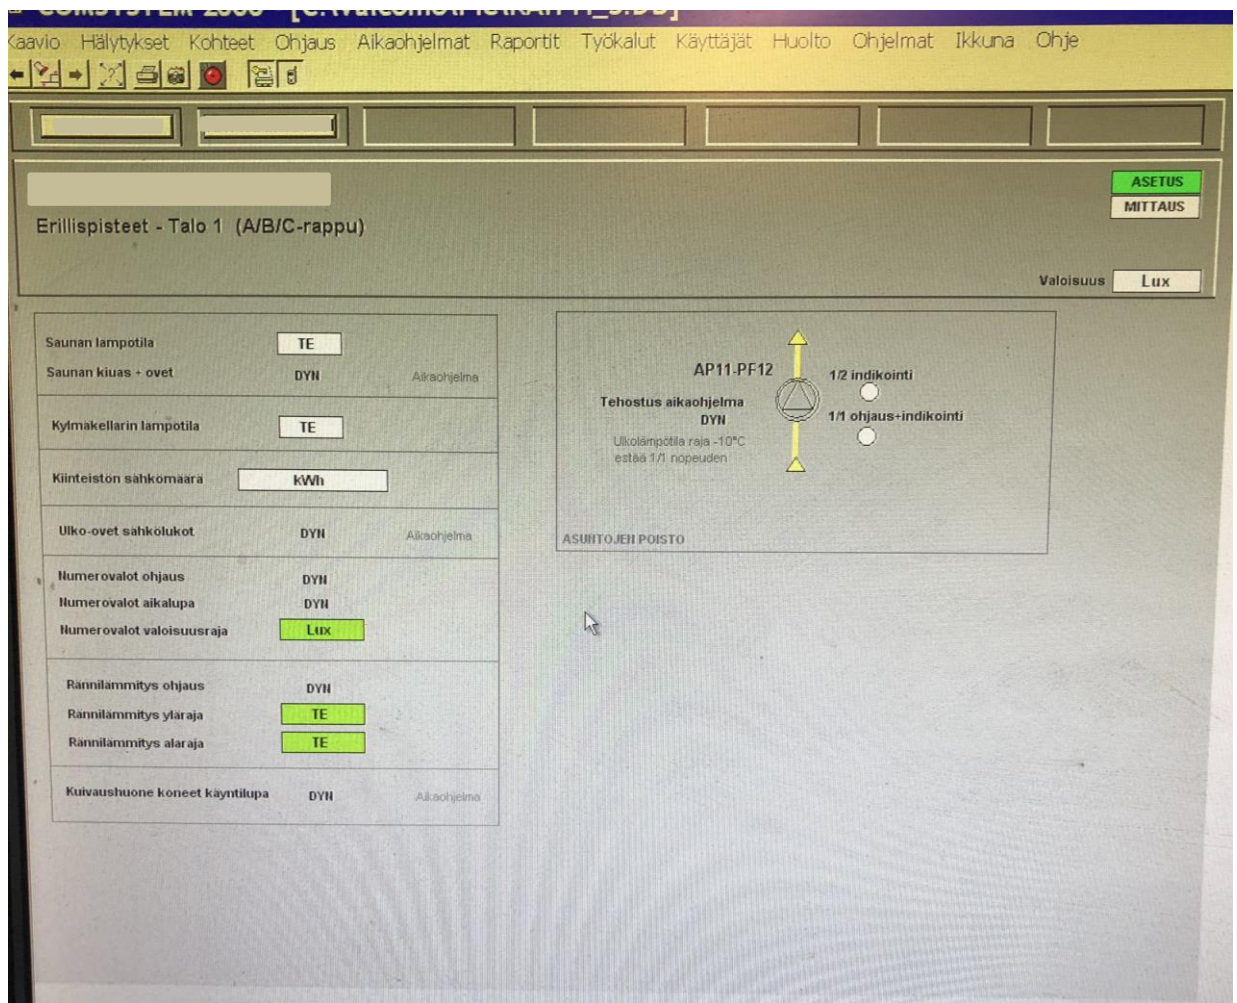 Kaavio Hälytykset Kohteet Ohjaus Aikaohjelmat Raportit Työkalut Käyttäjät Huolto Ohjelmat Ikkuna Ohje
ASETUS
MITTAUS
Erillispisteet - Talo 1 (A/B/C-rappu)
Valoisuus Lux
Saunan lampotila TE
Saunan kiuas + ovet DYN Aikaohjelma
Kylmakellarin lampotila TE
Kiinteiston sahkomaara kWh
Ulko-ovet sahkolukot DYN Aikaohjelma
Numerovalot ohjaus DYN
Numerovalot aikalupa DYN
Numerovalot valoisuusraja Lux
Rännilämmitys ohjaus DYN
Rännilämmitys yläraja TE
Rännilämmitys alaraja TE
Kuivaushuone koneet käyntilupa DYN Aikaohjelma
AP11-PF12
1/2 indikointi
Tehostus aikaohjelma
DYN
1/1 ohjaus+indikointi
Ulkolämpötila raja -10°C
estää 1/1 nopeuden
ASUNTOJEN POISTO